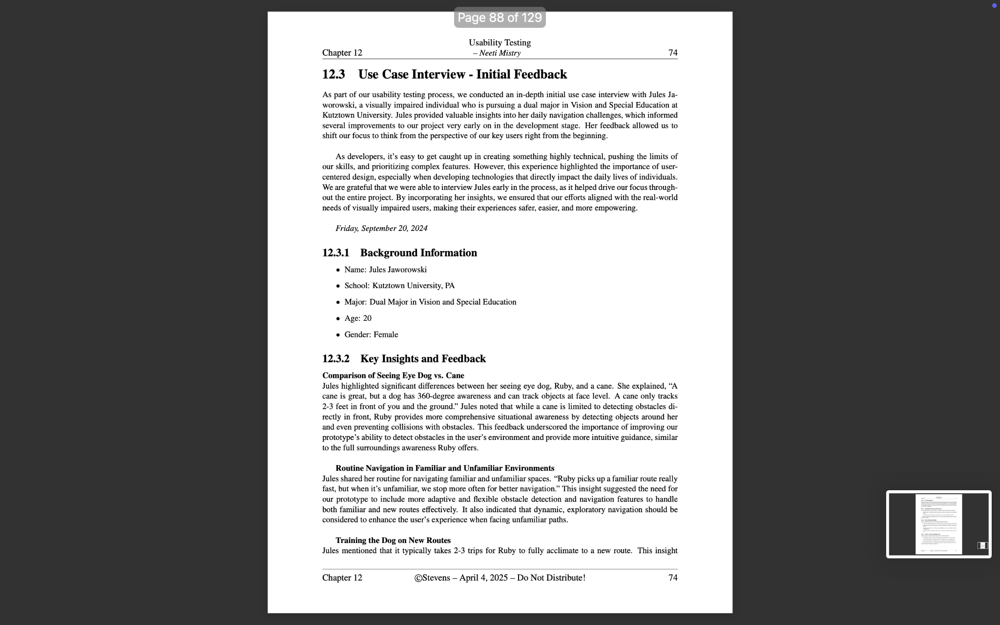 Page 88 of 129
Usability Testing
Chapter 12 – Neeti Mistry 74
12.3 Use Case Interview - Initial Feedback
As part of our usability testing process, we conducted an in-depth initial use case interview with Jules Ja-
worowski, a visually impaired individual who is pursuing a dual major in Vision and Special Education at
Kutztown University. Jules provided valuable insights into her daily navigation challenges, which informed
several improvements to our project very early on in the development stage. Her feedback allowed us to
shift our focus to think from the perspective of our key users right from the beginning.
As developers, it’s easy to get caught up in creating something highly technical, pushing the limits of
our skills, and prioritizing complex features. However, this experience highlighted the importance of user-
centered design, especially when developing technologies that directly impact the daily lives of individuals.
We are grateful that we were able to interview Jules early in the process, as it helped drive our focus through-
out the entire project. By incorporating her insights, we ensured that our efforts aligned with the real-world
needs of visually impaired users, making their experiences safer, easier, and more empowering.
Friday, September 20, 2024
12.3.1 Background Information
• Name: Jules Jaworowski
• School: Kutztown University, PA
• Major: Dual Major in Vision and Special Education
• Age: 20
• Gender: Female
12.3.2 Key Insights and Feedback
Comparison of Seeing Eye Dog vs. Cane
Jules highlighted significant differences between her seeing eye dog, Ruby, and a cane. She explained, “A
cane is great, but a dog has 360-degree awareness and can track objects at face level. A cane only tracks
2-3 feet in front of you and the ground.” Jules noted that while a cane is limited to detecting obstacles di-
rectly in front, Ruby provides more comprehensive situational awareness by detecting objects around her
and even preventing collisions with obstacles. This feedback underscored the importance of improving our
prototype’s ability to detect obstacles in the user’s environment and provide more intuitive guidance, similar
to the full surroundings awareness Ruby offers.
Routine Navigation in Familiar and Unfamiliar Environments
Jules shared her routine for navigating familiar and unfamiliar spaces. “Ruby picks up a familiar route really
fast, but when it’s unfamiliar, we stop more often for better navigation.” This insight suggested the need for
our prototype to include more adaptive and flexible obstacle detection and navigation features to handle
both familiar and new routes effectively. It also indicated that dynamic, exploratory navigation should be
considered to enhance the user’s experience when facing unfamiliar paths.
Training the Dog on New Routes
Jules mentioned that it typically takes 2-3 trips for Ruby to fully acclimate to a new route. This insight
Chapter 12 ©Stevens – April 4, 2025 – Do Not Distribute! 74